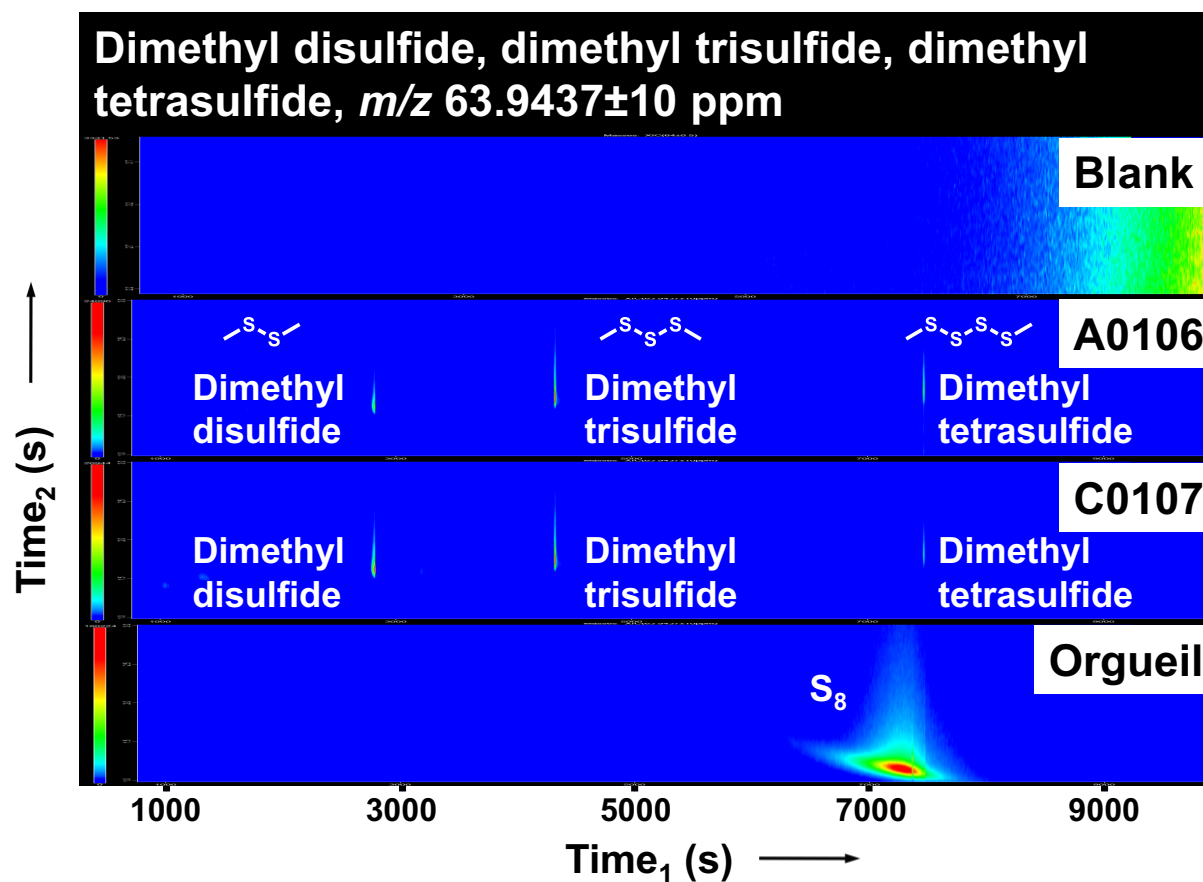 Dimethyl disulfide, dimethyl trisulfide, dimethyl
tetrasulfide, m/z 63.9437±10 ppm
Blank
A0106
S
S
S
S
S
S
S
S
S
Dimethyl
disulfide
Dimethyl
trisulfide
Dimethyl
tetrasulfide
C0107
Dimethyl
disulfide
Dimethyl
trisulfide
Dimethyl
tetrasulfide
Orgueil
S₈
Time₂ (s)
1000 3000 5000 7000 9000
Time₁ (s)